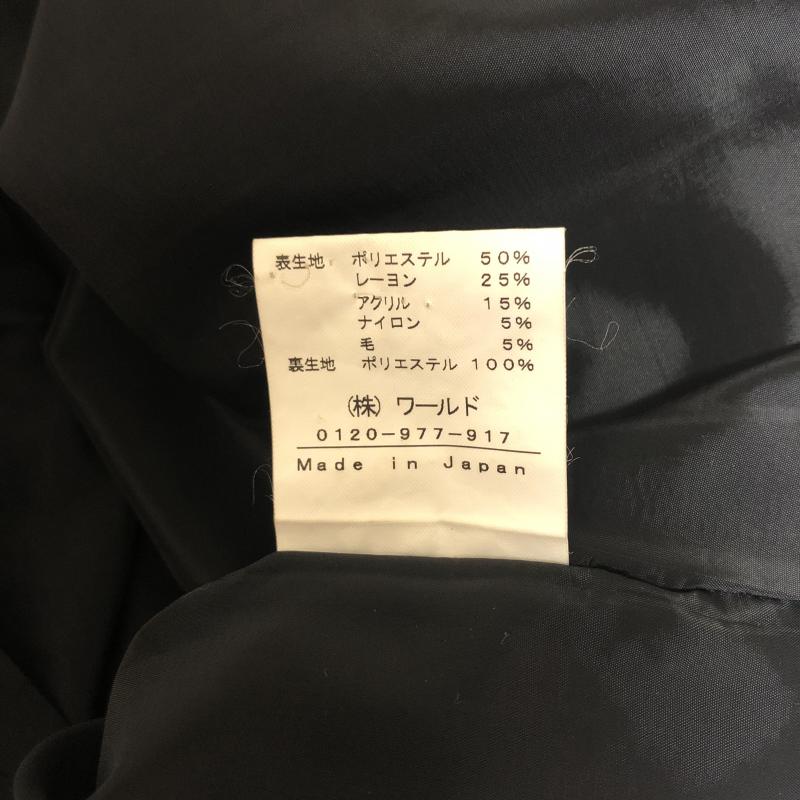 表生地 ポリエステル 50%
レーヨン 25%
アクリル 15%
ナイロン 5%
毛 5%
裏生地 ポリエステル 100%
(株) ワールド
0120-977-917
Made in Japan